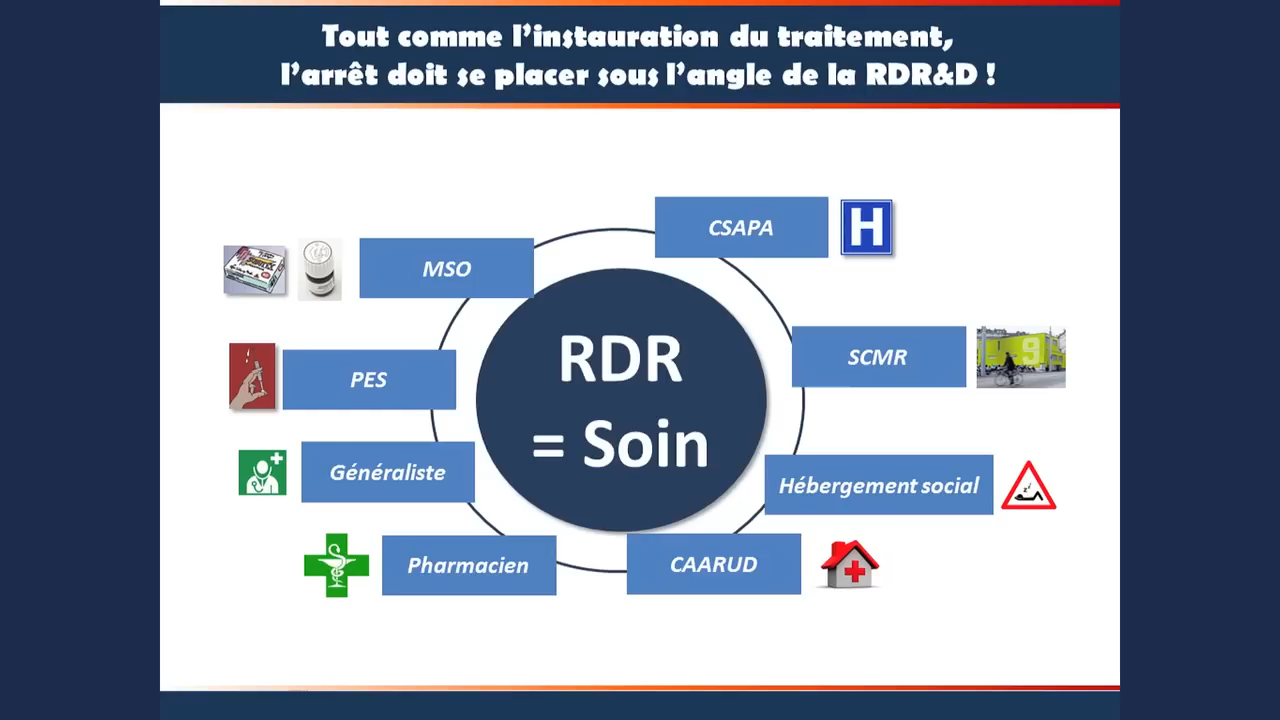 Tout comme l'instauration du traitement,
l'arrêt doit se placer sous l'angle de la RDR&D !
CSAPA
H
MSO
RDR
= Soin
SCMR
9
PES
Généraliste
Hébergement social
Pharmacien
CAARUD